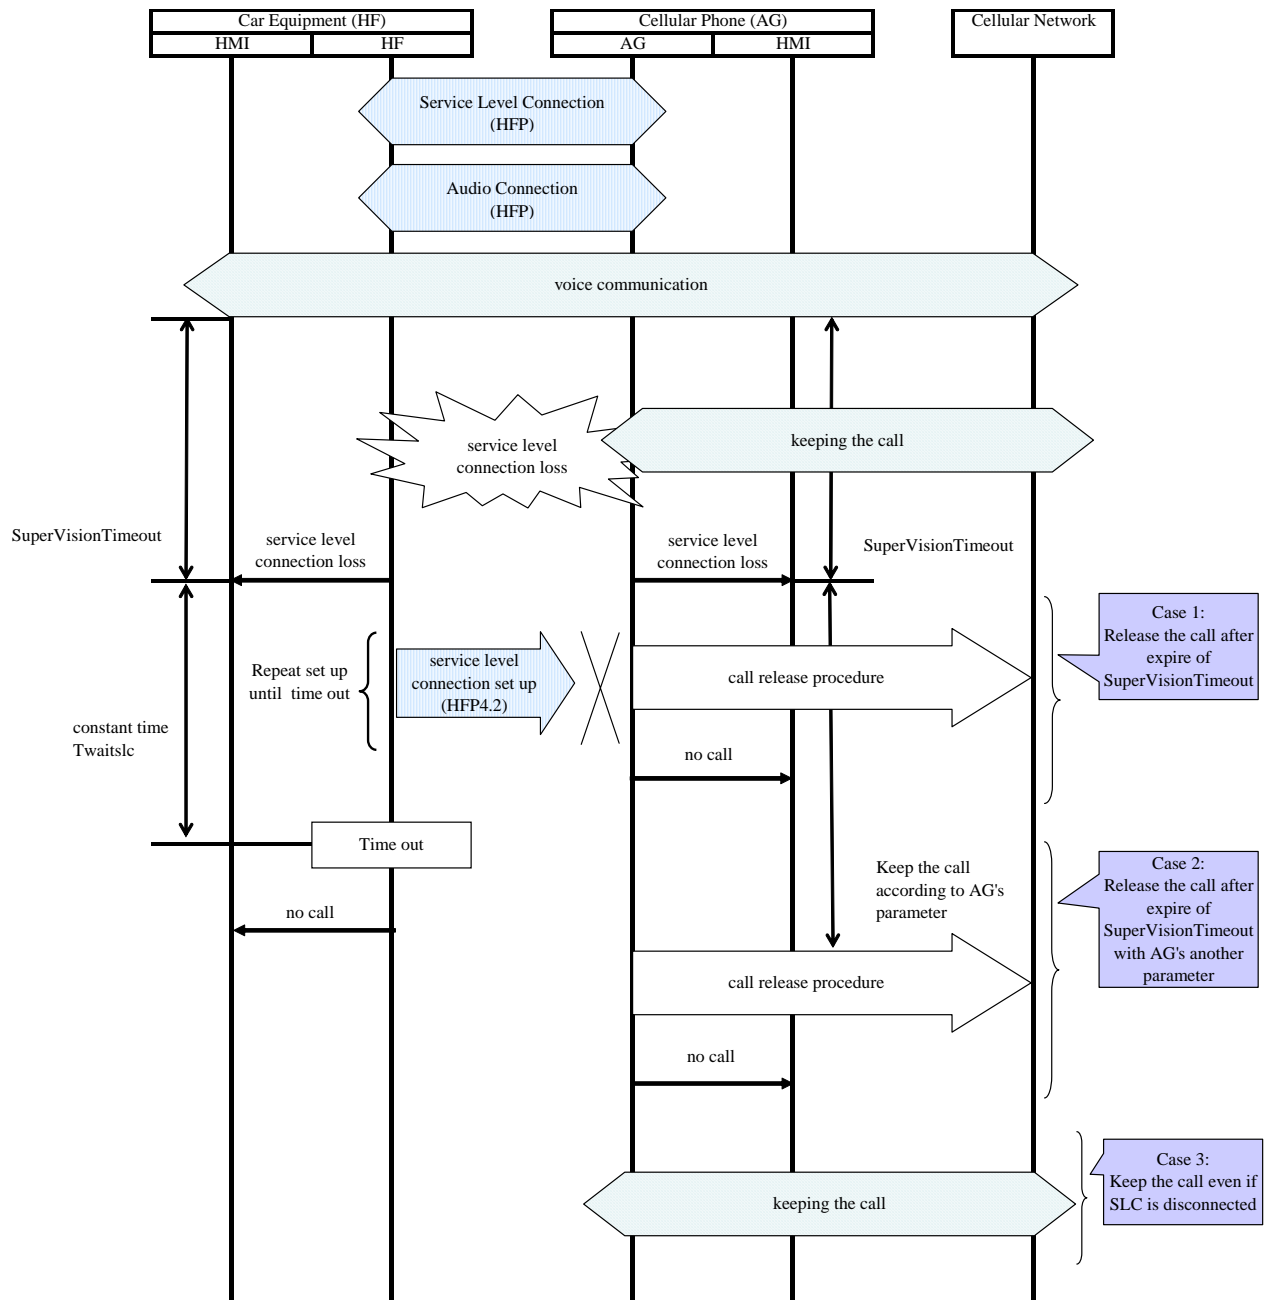 Car Equipment (HF)
Cellular Phone (AG)
Cellular Network
HMI
HF
AG
HMI
Service Level Connection
(HFP)
Audio Connection
(HFP)
voice communication
service level
connection loss
keeping the call
SuperVisionTimeout
service level
connection loss
service level
connection loss
SuperVisionTimeout
Case 1:
Release the call after
expire of
SuperVisionTimeout
Repeat set up
until time out
service level
connection set up
(HFP4.2)
call release procedure
constant time
Twaitslc
no call
Time out
Keep the call
according to AG's
parameter
Case 2:
Release the call after
expire of
SuperVisionTimeout
with AG's another
parameter
no call
call release procedure
no call
Case 3:
Keep the call even if
SLC is disconnected
keeping the call